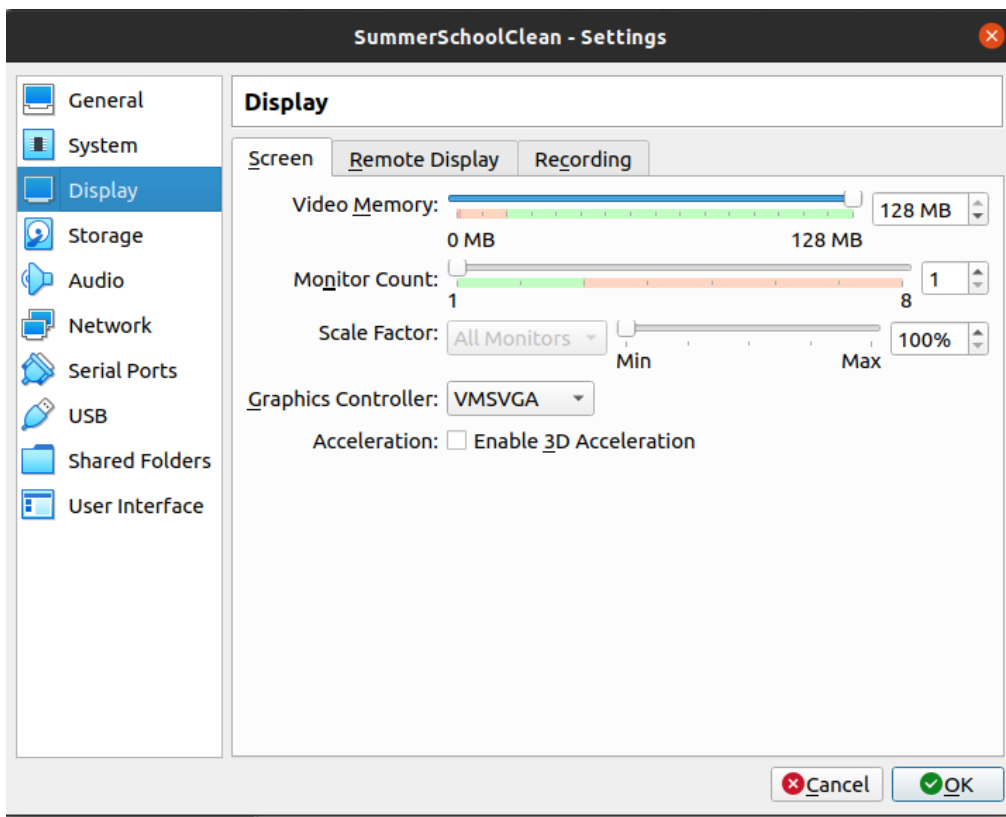 SummerSchoolClean - Settings
General
System
Display
Storage
Audio
Network
Serial Ports
USB
Shared Folders
User Interface
Display
Screen Remote Display Recording
Video Memory: 128 MB
0 MB 128 MB
Monitor Count: 1
1 8
Scale Factor: All Monitors 100%
Min Max
Graphics Controller: VMSVGA
Acceleration: Enable 3D Acceleration
Cancel OK